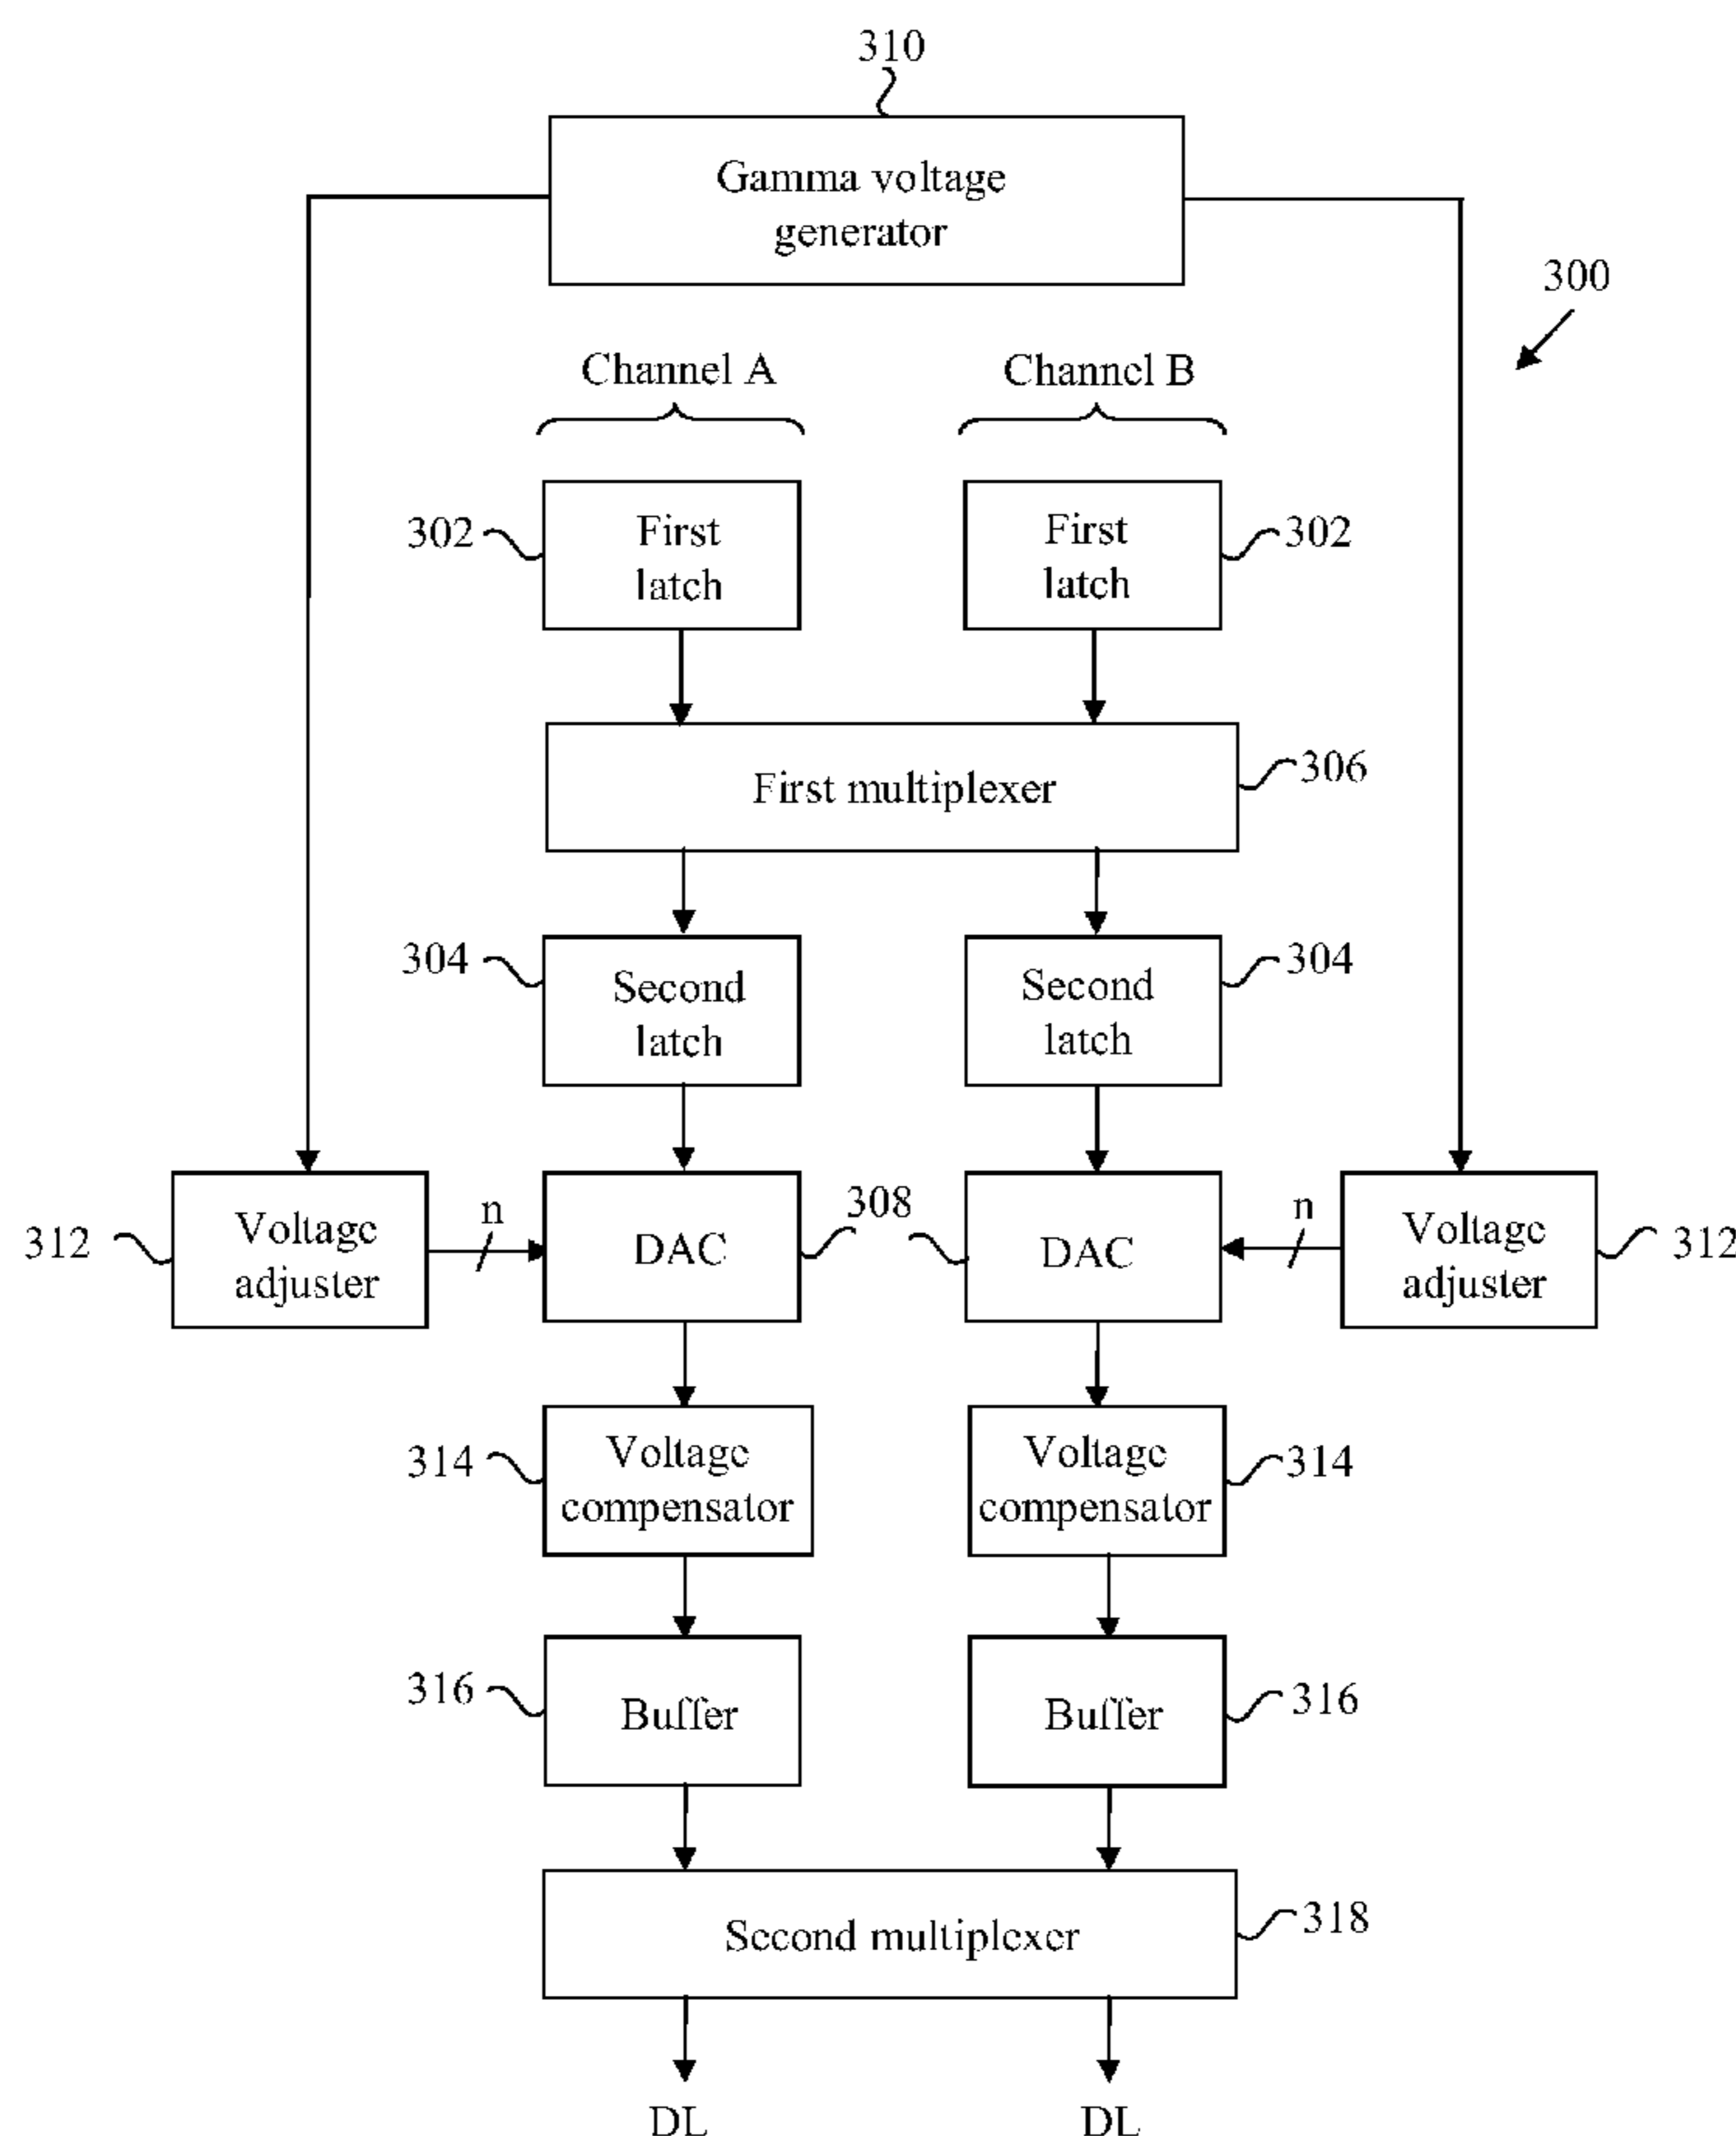 310
Gamma voltage
generator
300
Channel A
Channel B
302
First
latch
First
latch
302
First multiplexer
306
304
Second
latch
Second
latch
304
312
Voltage
adjuster
n
DAC
308
DAC
n
Voltage
adjuster
312
314
Voltage
compensator
Voltage
compensator
314
316
Buffer
Buffer
316
Second multiplexer
318
DL
DL